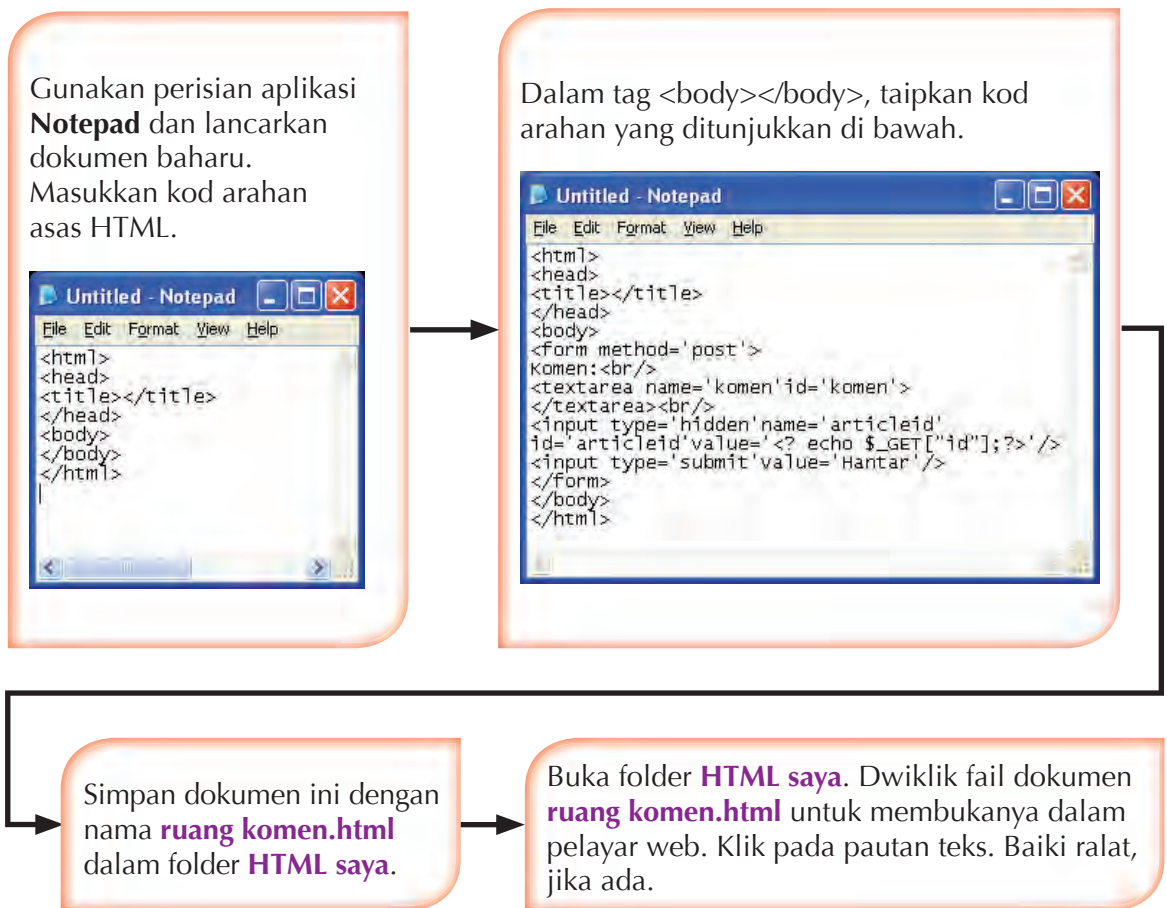 Gunakan perisian aplikasi
Notepad dan lancarkan
dokumen baharu.
Masukkan kod arahan
asas HTML.
Untitled - Notepad
File Edit Format View Help
<html>
<head>
<title></title>
</head>
<body>
</body>
</html>
Dalam tag <body></body>, taipkan kod
arahan yang ditunjukkan di bawah.
Untitled - Notepad
File Edit Format View Help
<html>
<head>
<title></title>
</head>
<body>
<form method='post'>
Komen:<br/>
<textarea name='komen'id='komen'>
</textarea><br/>
<input type='hidden'name='articleid'
id='articleid'value='<? echo $_GET["id"];?>'/>
<input type='submit'value='Hantar'/>
</form>
</body>
</html>
Simpan dokumen ini dengan
nama ruang komen.html
dalam folder HTML saya.
Buka folder HTML saya. Dwiklik fail dokumen
ruang komen.html untuk membukanya dalam
pelayar web. Klik pada pautan teks. Baiki ralat,
jika ada.